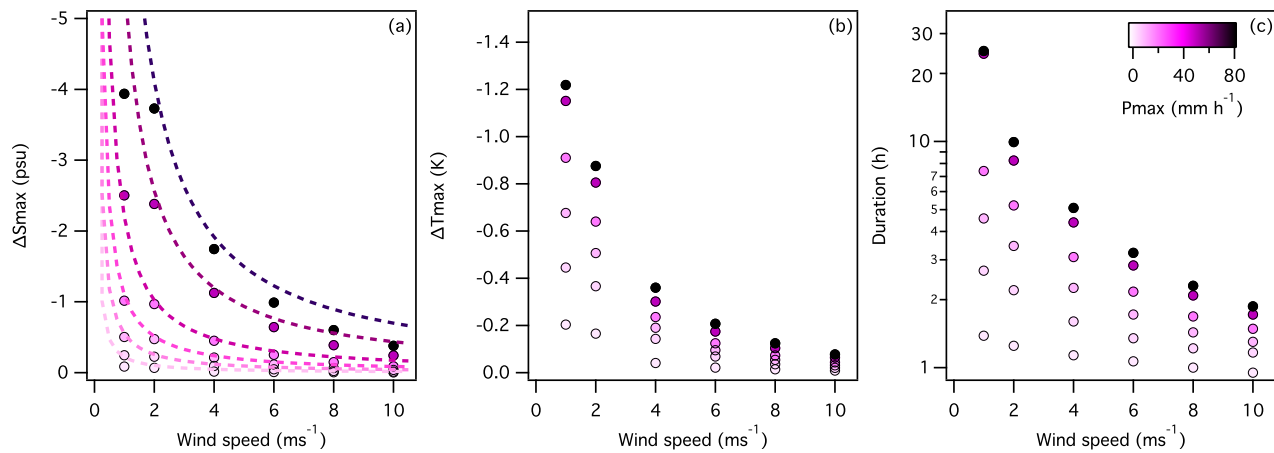 (a)
-5
-4
-3
-2
-1
0
ΔSmax (psu)
0 2 4 6 8 10
Wind speed (ms⁻¹)
(b)
-1.4
-1.2
-1.0
-0.8
-0.6
-0.4
-0.2
0.0
ΔTmax (K)
0 2 4 6 8 10
Wind speed (ms⁻¹)
(c)
30
20
10
7
6
5
4
3
2
1
Duration (h)
0 40 80
Pmax (mm h⁻¹)
0 2 4 6 8 10
Wind speed (ms⁻¹)